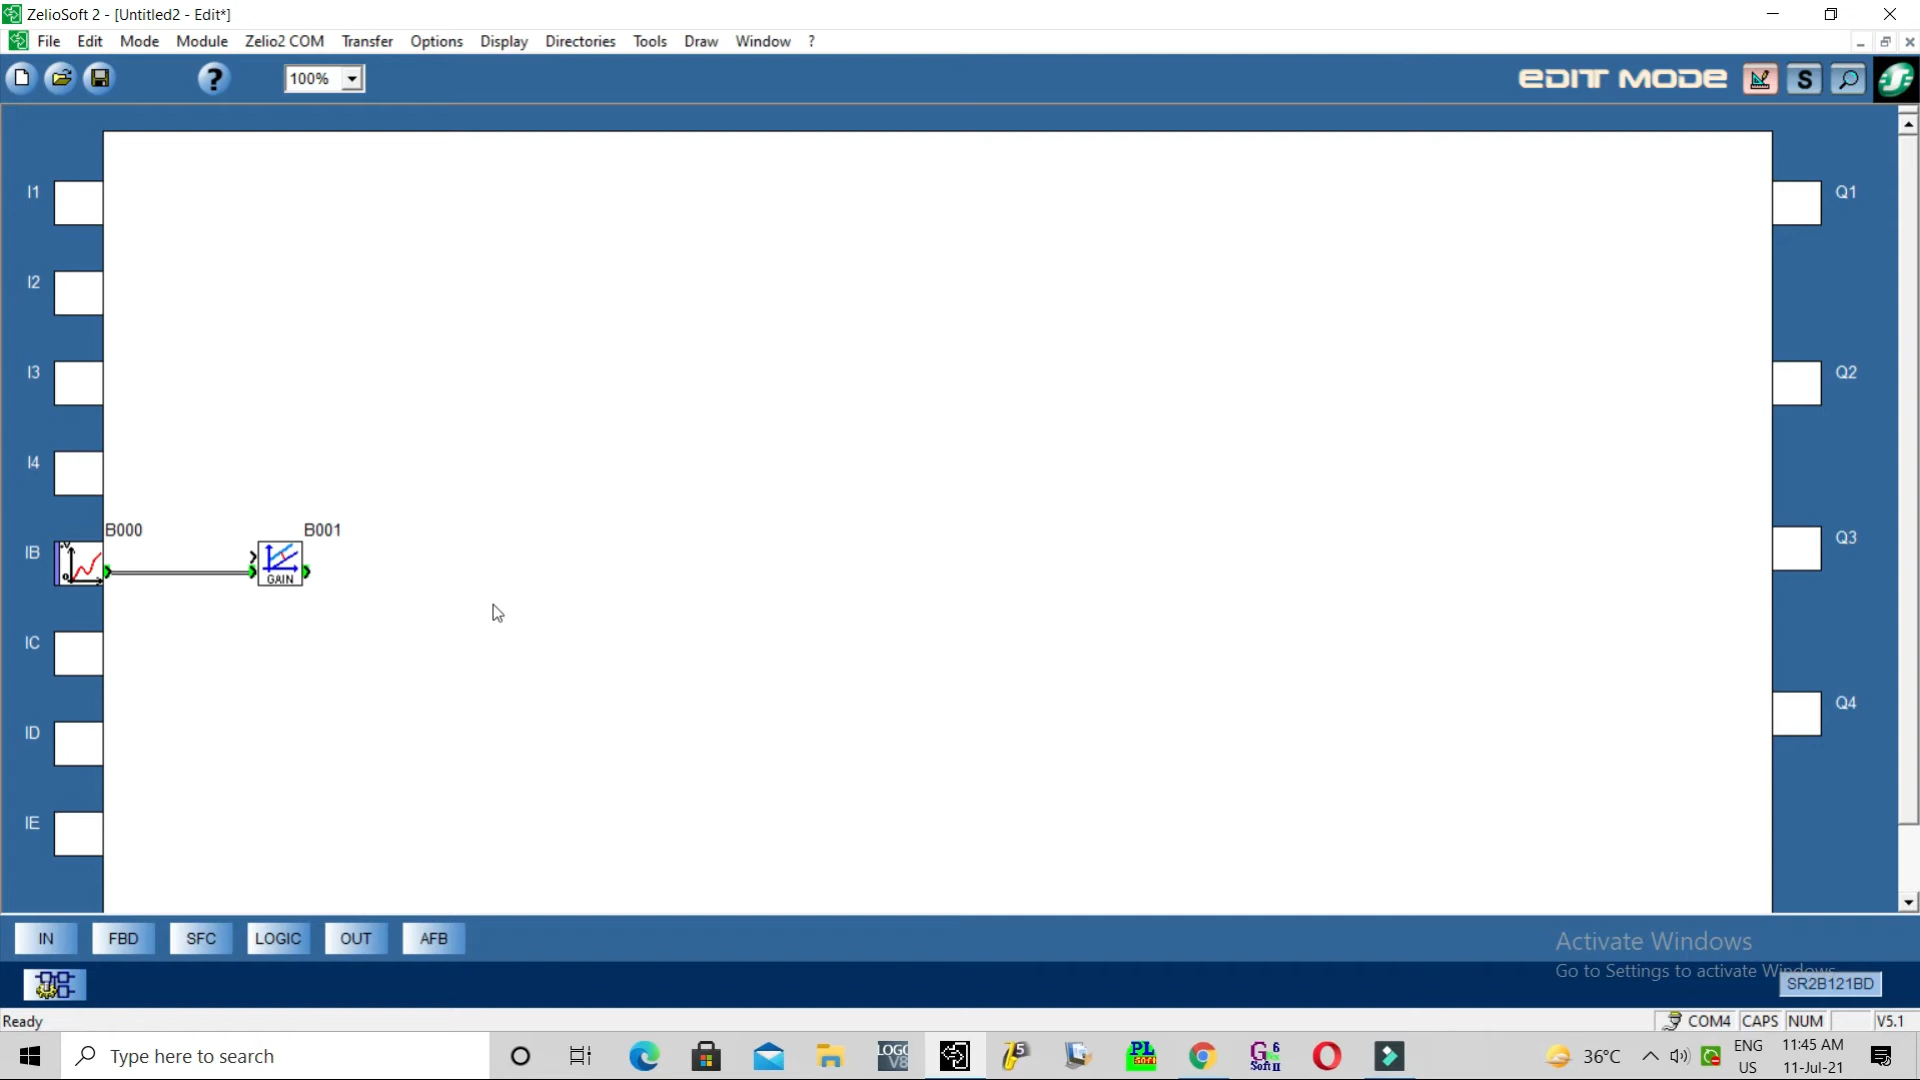 ZelioSoft 2 - [Untitled2 - Edit*]
File Edit Mode Module Zelio2 COM Transfer Options Display Directories Tools Draw Window ?
100% EDIT MODE S
I1 Q1
I2
I3 Q2
I4
B000 B001
IB Q3
GAIN
IC
ID Q4
IE
IN FBD SFC LOGIC OUT AFB
Activate Windows
Go to Settings to activate Windows.
SR2B121BD
Ready COM4 CAPS NUM V5.1
Type here to search 36°C ENG US 11:45 AM 11-Jul-21